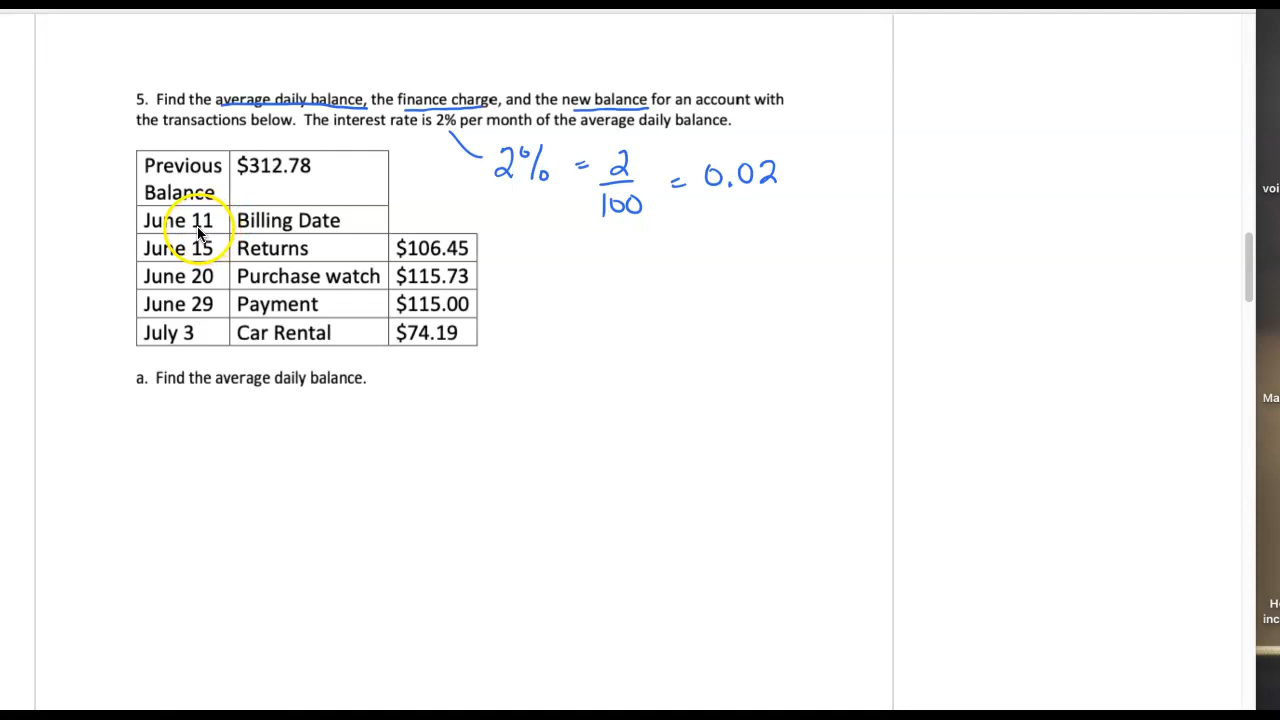 5. Find the average daily balance, the finance charge, and the new balance for an account with
the transactions below. The interest rate is 2% per month of the average daily balance.
2% = 2/100 = 0.02
Previous Balance $312.78
June 11 Billing Date
June 15 Returns $106.45
June 20 Purchase watch $115.73
June 29 Payment $115.00
July 3 Car Rental $74.19
a. Find the average daily balance.
voi
Ma
H
inc